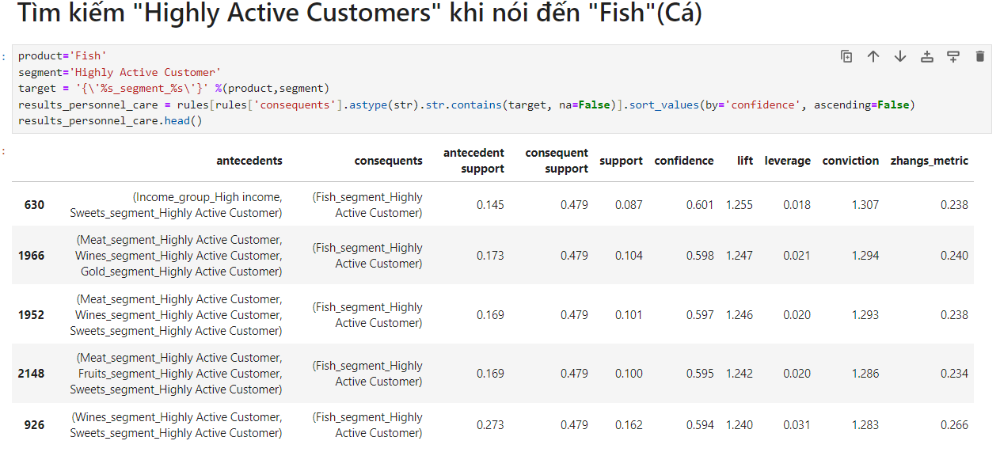 Tìm kiếm "Highly Active Customers" khi nói đến "Fish"(Cá)
:
product='Fish'
segment='Highly Active Customer'
target = '{\'%s_segment_%s\'}' %(product,segment)
results_personnel_care = rules[rules['consequents'].astype(str).str.contains(target, na=False)].sort_values(by='confidence', ascending=False)
results_personnel_care.head()
:
antecedents consequents antecedent support consequent support support confidence lift leverage conviction zhangs_metric
630 (Income_group_High income, Sweets_segment_Highly Active Customer) (Fish_segment_Highly Active Customer) 0.145 0.479 0.087 0.601 1.255 0.018 1.307 0.238
1966 (Meat_segment_Highly Active Customer, Wines_segment_Highly Active Customer, Gold_segment_Highly Active Customer) (Fish_segment_Highly Active Customer) 0.173 0.479 0.104 0.598 1.247 0.021 1.294 0.240
1952 (Meat_segment_Highly Active Customer, Wines_segment_Highly Active Customer, Sweets_segment_Highly Active Customer) (Fish_segment_Highly Active Customer) 0.169 0.479 0.101 0.597 1.246 0.020 1.293 0.238
2148 (Meat_segment_Highly Active Customer, Fruits_segment_Highly Active Customer, Sweets_segment_Highly Active Customer) (Fish_segment_Highly Active Customer) 0.169 0.479 0.100 0.595 1.242 0.020 1.286 0.234
926 (Wines_segment_Highly Active Customer, Sweets_segment_Highly Active Customer) (Fish_segment_Highly Active Customer) 0.273 0.479 0.162 0.594 1.240 0.031 1.283 0.266